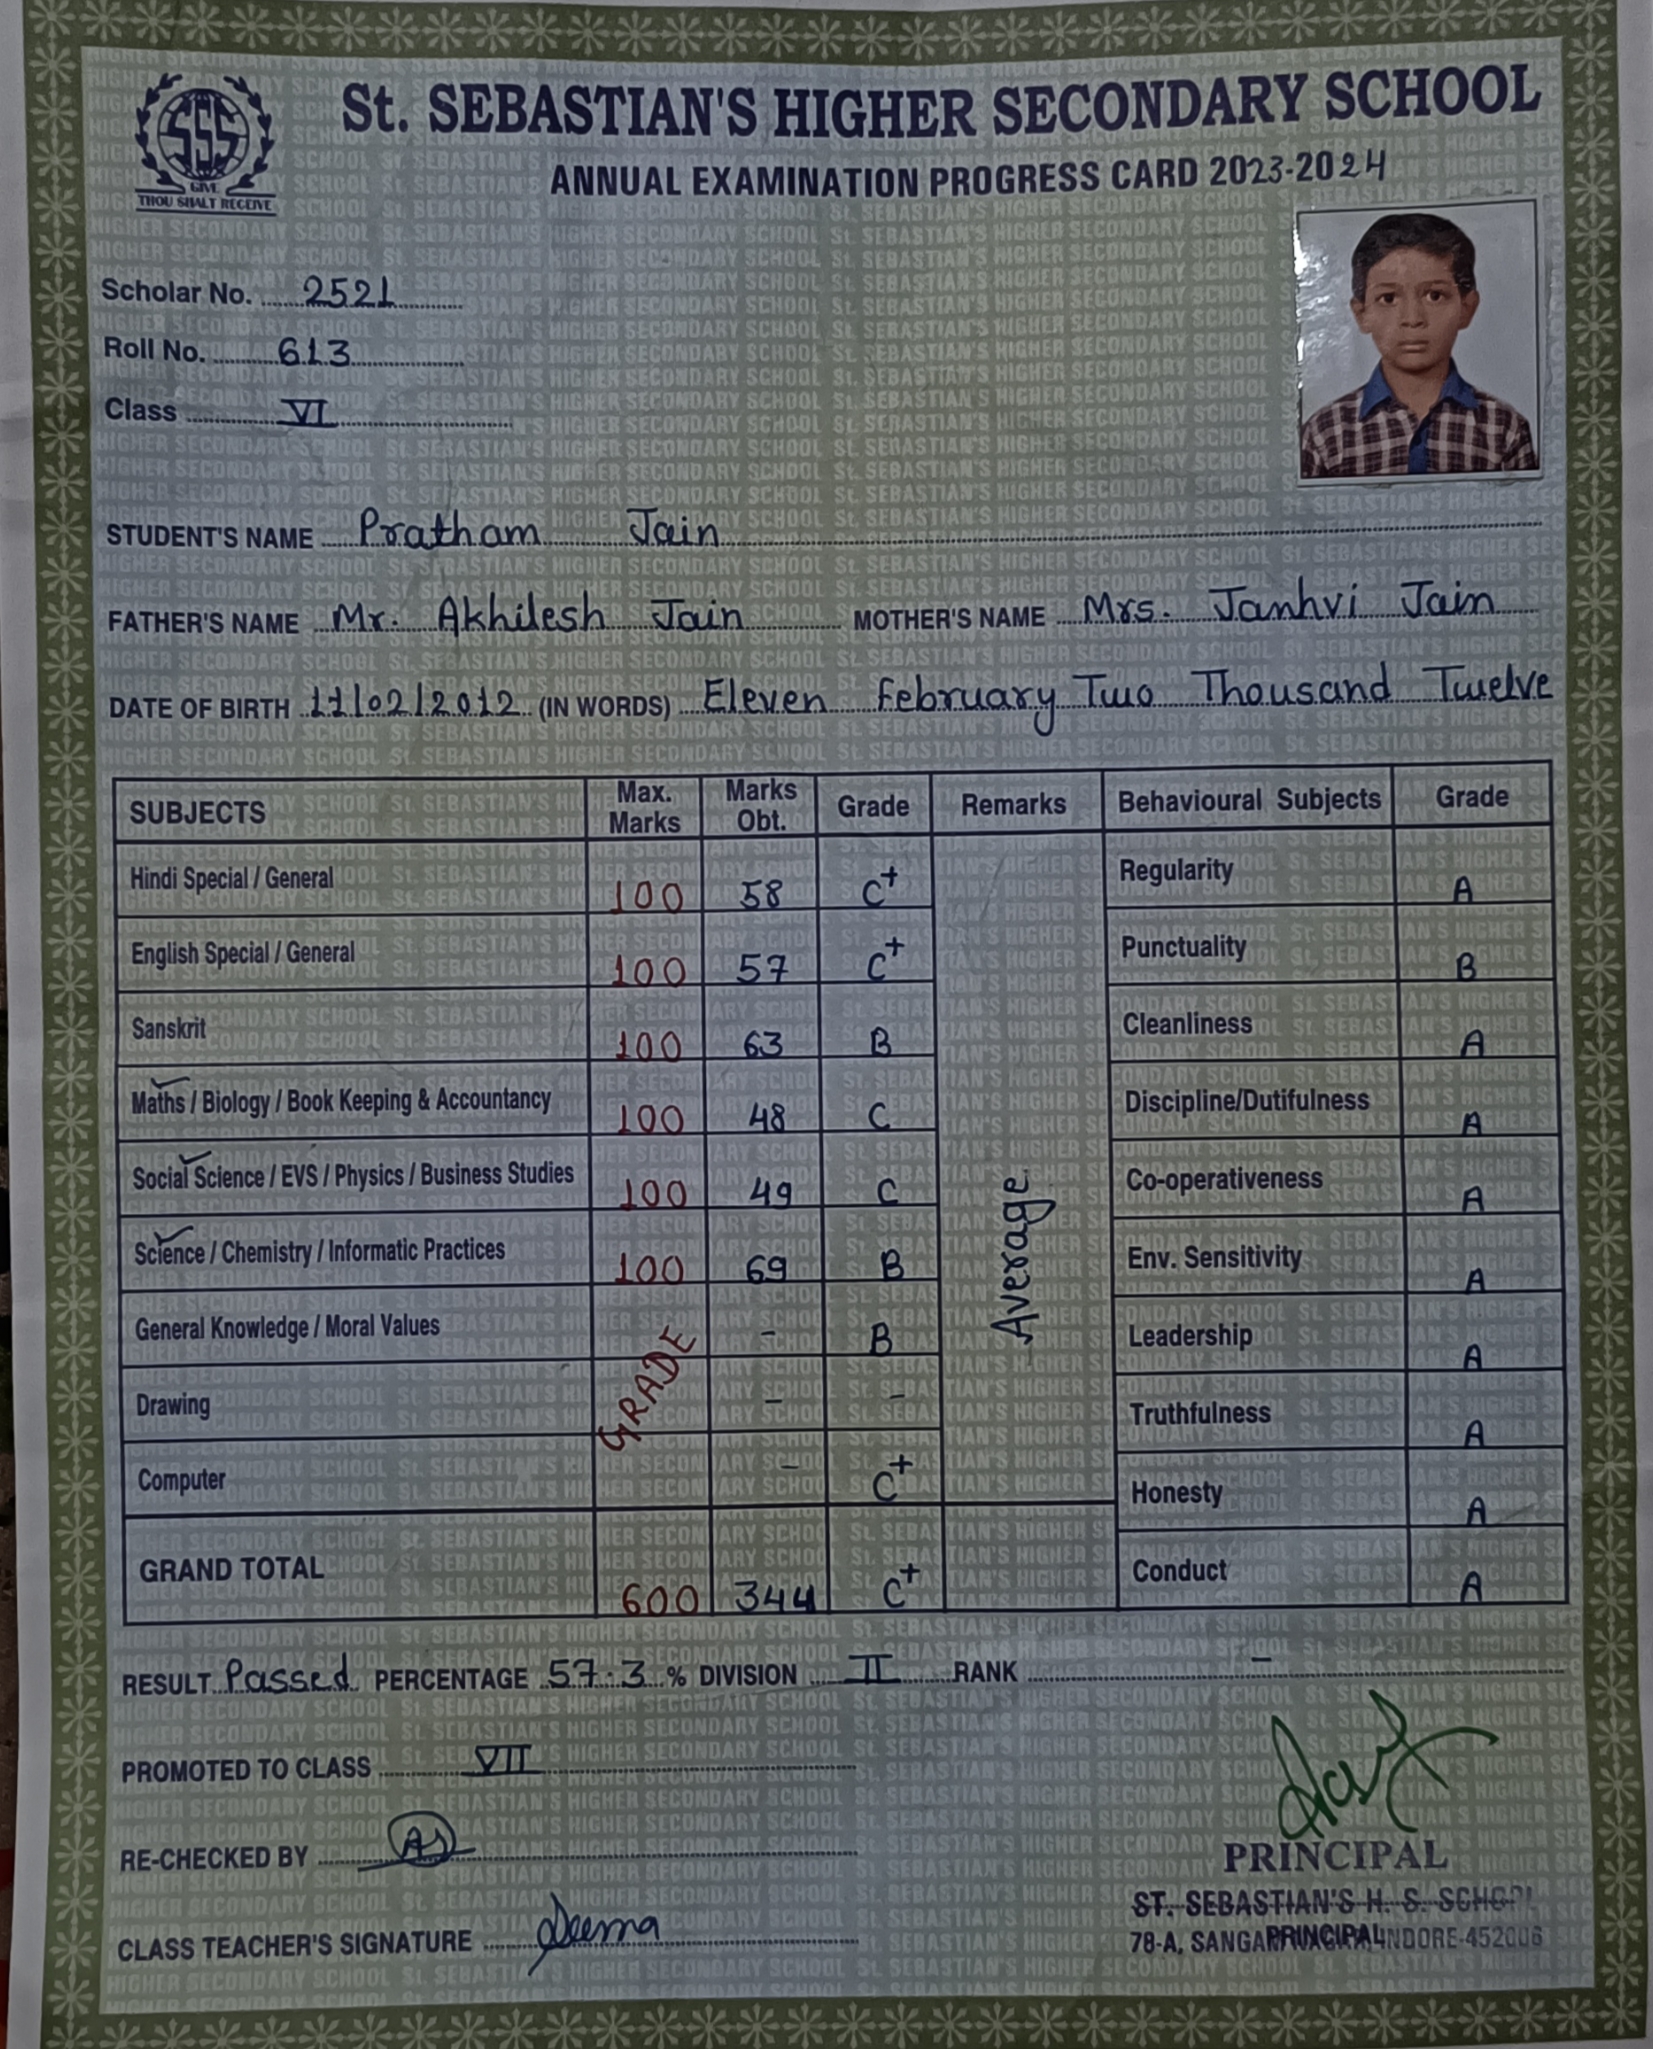 St. SEBASTIAN'S HIGHER SECONDARY SCHOOL
ANNUAL EXAMINATION PROGRESS CARD 2023-2024
SSS
GIVE
THOU SHALT RECEIVE
Scholar No. 2521
Roll No. 613
Class VI
STUDENT'S NAME Pratham Jain
FATHER'S NAME Mr. Akhilesh Jain MOTHER'S NAME Mrs. Janhvi Jain
DATE OF BIRTH 11/02/2012 (IN WORDS) Eleven February Two Thousand Twelve
SUBJECTS Max. Marks Marks Obt. Grade Remarks Behavioural Subjects Grade
Hindi Special / General 100 58 C+ Regularity A
English Special / General 100 57 C+ Punctuality B
Sanskrit 100 63 B Cleanliness A
Maths / Biology / Book Keeping & Accountancy 100 48 C Discipline/Dutifulness A
Social Science / EVS / Physics / Business Studies 100 49 C Co-operativeness A
Science / Chemistry / Informatic Practices 100 69 B Env. Sensitivity A
General Knowledge / Moral Values - B Leadership A
Drawing - - Truthfulness A
Computer - C+ Honesty A
GRADE
Average
GRAND TOTAL 600 344 C+ Conduct A
RESULT Passed PERCENTAGE 57.3 % DIVISION II RANK -
PROMOTED TO CLASS VII
RE-CHECKED BY
CLASS TEACHER'S SIGNATURE Seema
PRINCIPAL
ST. SEBASTIAN'S H. S. SCHOOL
78-A, PRINCIPAL INDORE-452006